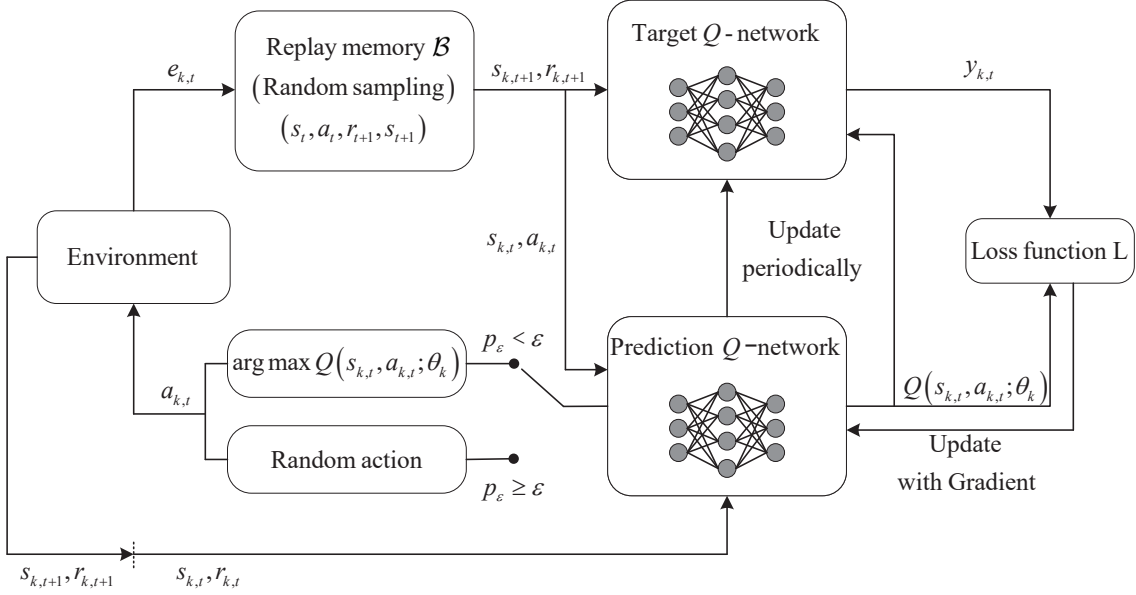 Replay memory 𝓑
(Random sampling)
(s_t, a_t, r_{t+1}, s_{t+1})
e_{k,t}
s_{k,t+1}, r_{k,t+1}
Target Q - network
y_{k,t}
Environment
s_{k,t}, a_{k,t}
Update
periodically
Loss function L
arg max Q(s_{k,t}, a_{k,t}; θ_k)
p_ε < ε
Prediction Q −network
a_{k,t}
Q(s_{k,t}, a_{k,t}; θ_k)
Random action
p_ε ≥ ε
Update
with Gradient
s_{k,t+1}, r_{k,t+1}
s_{k,t}, r_{k,t}